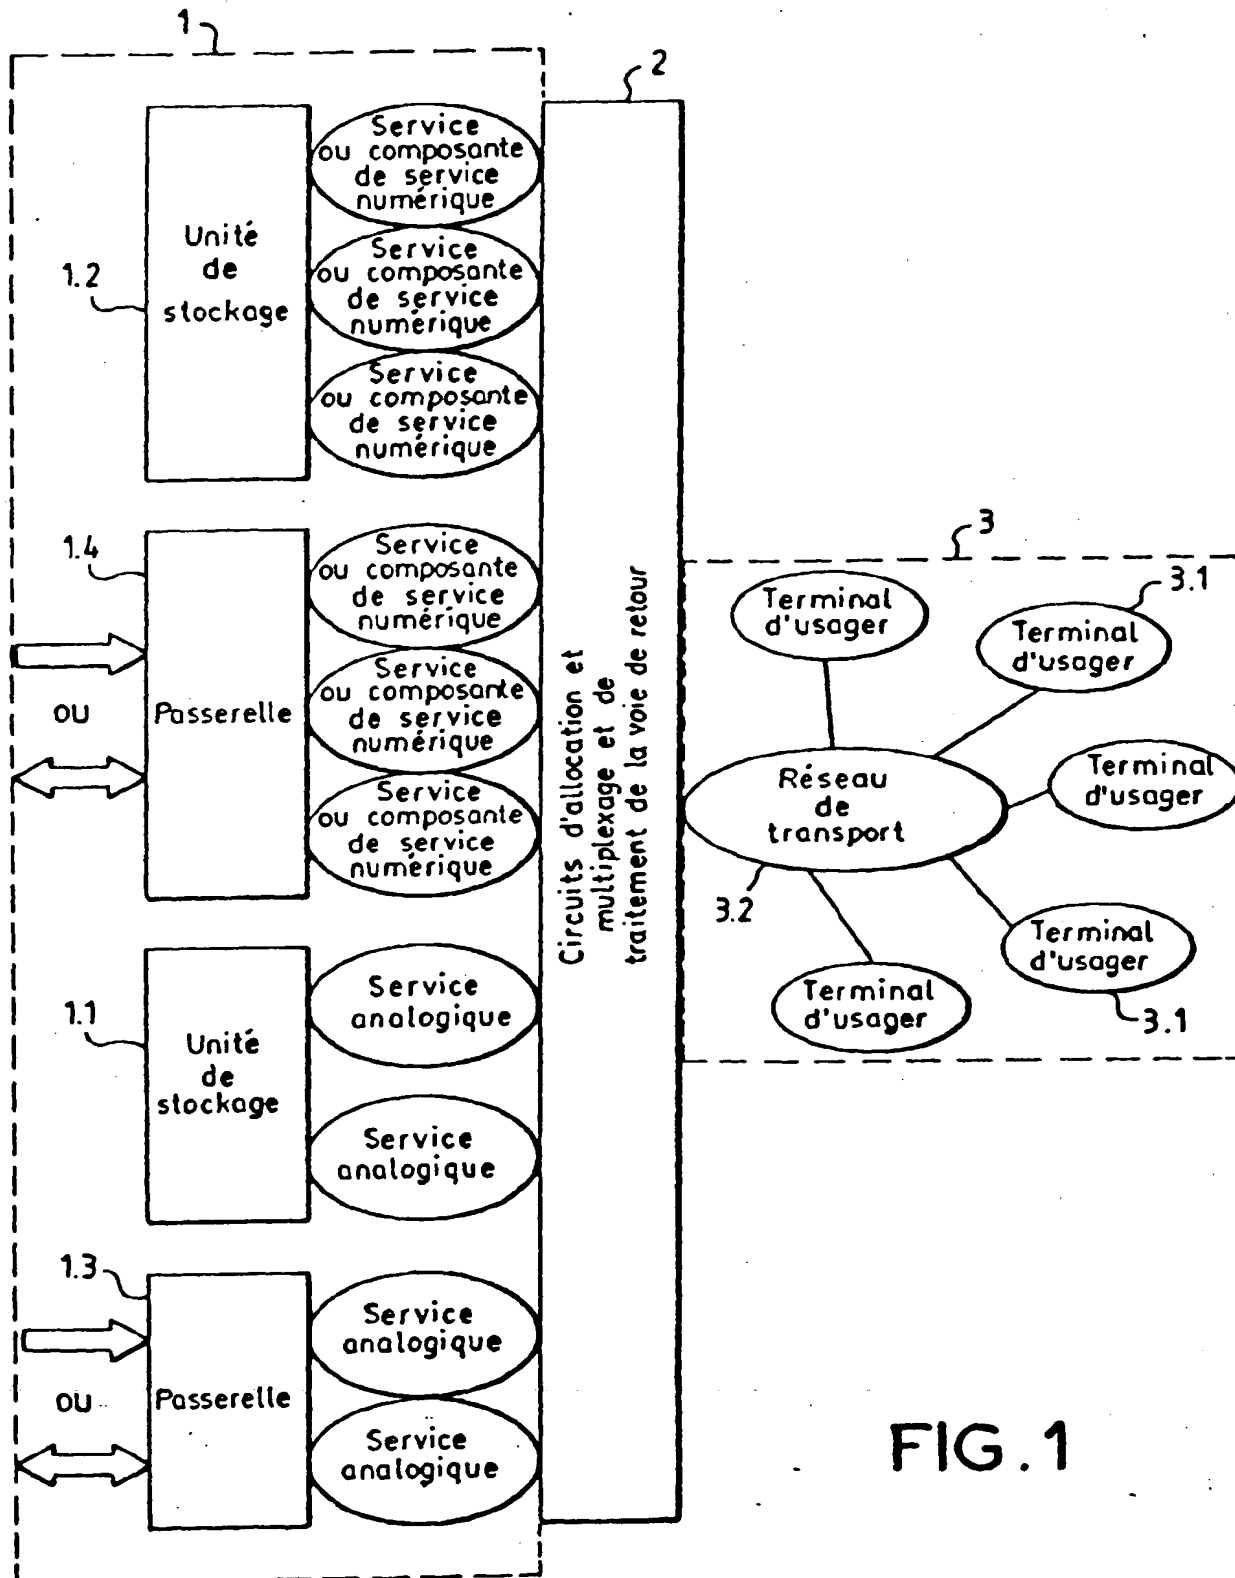 1
2
1.2
Unité
de
stockage
Service
ou composante
de service
numérique
Service
ou composante
de service
numérique
Service
ou composante
de service
numérique
1.4
ou
Passerelle
Service
ou composante
de service
numérique
Service
ou composante
de service
numérique
Service
ou composante
de service
numérique
1.1
Unité
de
stockage
Service
analogique
Service
analogique
1.3
ou
Passerelle
Service
analogique
Service
analogique
Circuits d'allocation et
multiplexage et de
traitement de la voie de retour
3
Terminal
d'usager
3.1
Terminal
d'usager
Terminal
d'usager
Réseau
de
transport
3.2
Terminal
d'usager
3.1
Terminal
d'usager
FIG.1